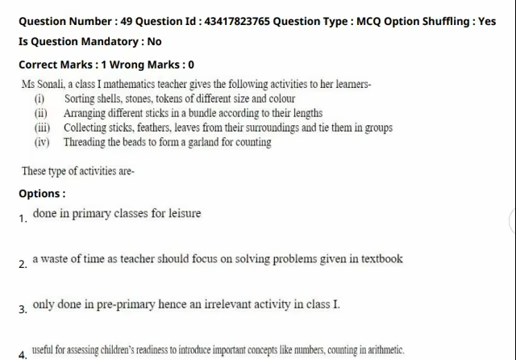 Question Number : 49 Question Id : 43417823765 Question Type : MCQ Option Shuffling : Yes
Is Question Mandatory : No
Correct Marks : 1 Wrong Marks : 0
Ms Sonali, a class I mathematics teacher gives the following activities to her learners-
(i) Sorting shells, stones, tokens of different size and colour
(ii) Arranging different sticks in a bundle according to their lengths
(iii) Collecting sticks, feathers, leaves from their surroundings and tie them in groups
(iv) Threading the beads to form a garland for counting
These type of activities are-
Options :
1. done in primary classes for leisure
2. a waste of time as teacher should focus on solving problems given in textbook
3. only done in pre-primary hence an irrelevant activity in class I.
4. useful for assessing children's readiness to introduce important concepts like numbers, counting in arithmetic.